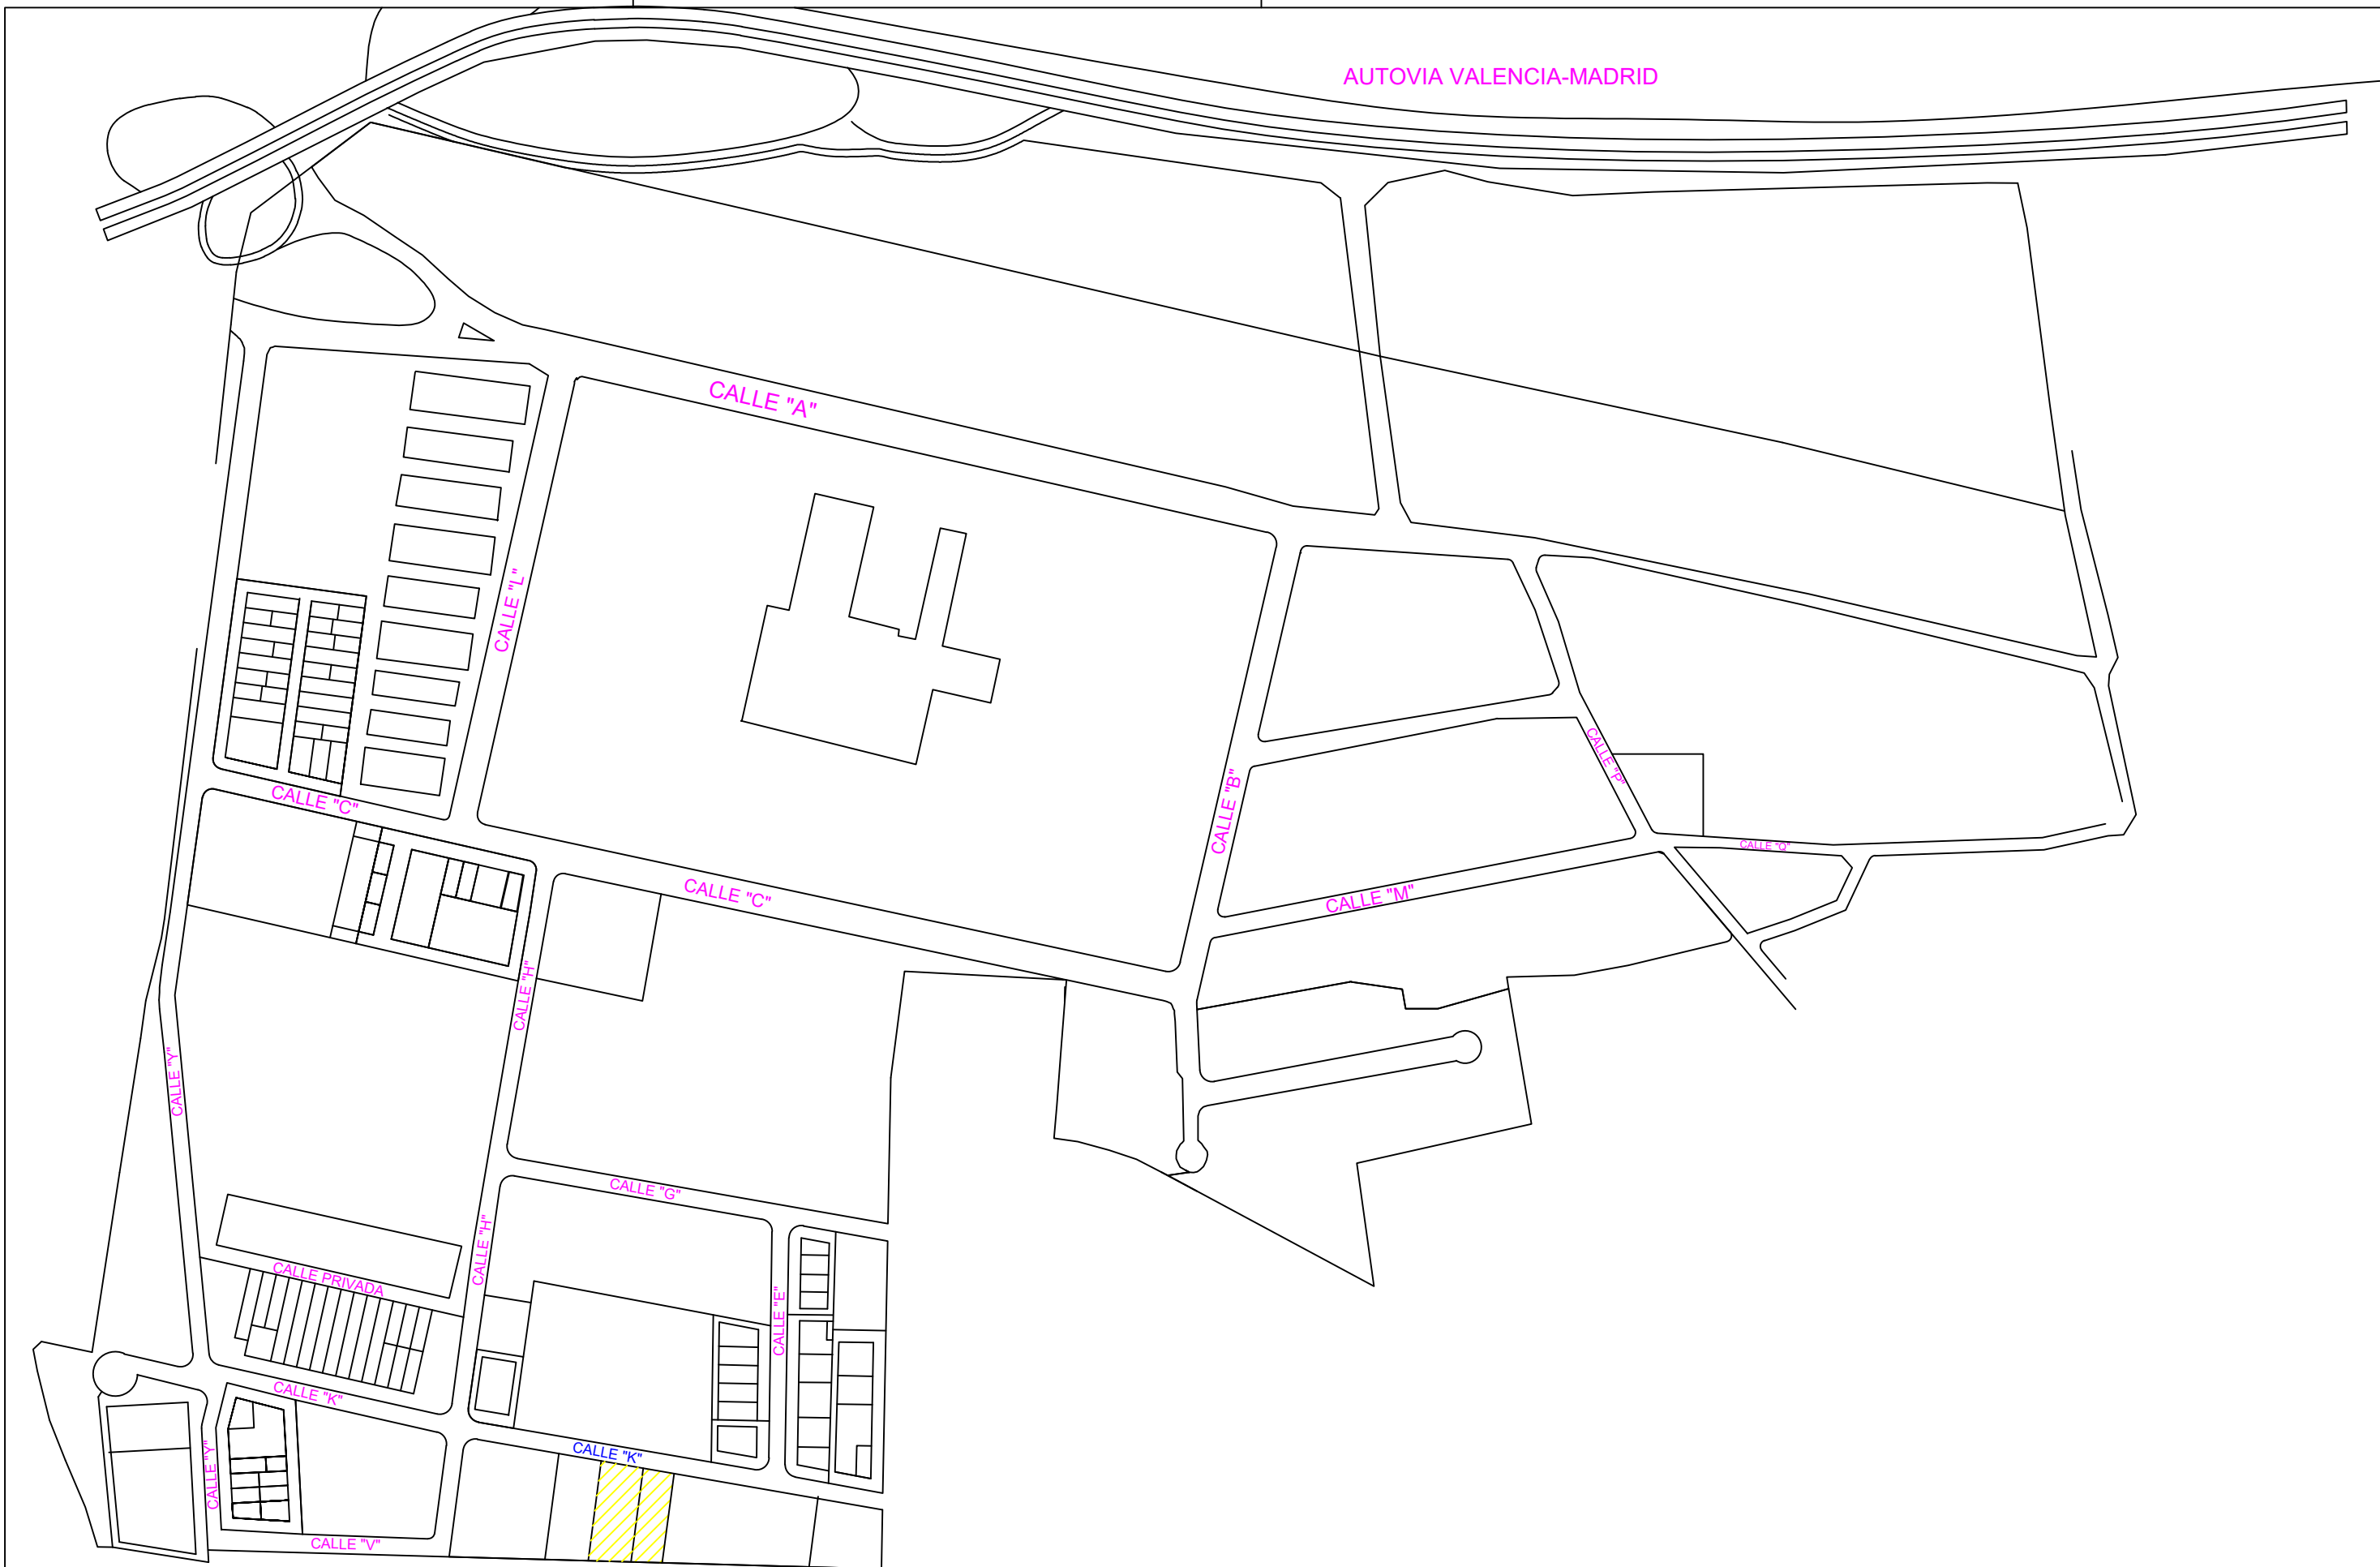 AUTOVIA VALENCIA-MADRID
CALLE "A"
CALLE "L"
CALLE "P"
CALLE "C"
CALLE "B"
CALLE "Q"
CALLE "C"
CALLE "M"
CALLE "H"
CALLE "Y"
CALLE "G"
CALLE "H"
CALLE PRIVADA
CALLE "E"
CALLE "K"
CALLE "K"
CALLE "Y"
CALLE "V"